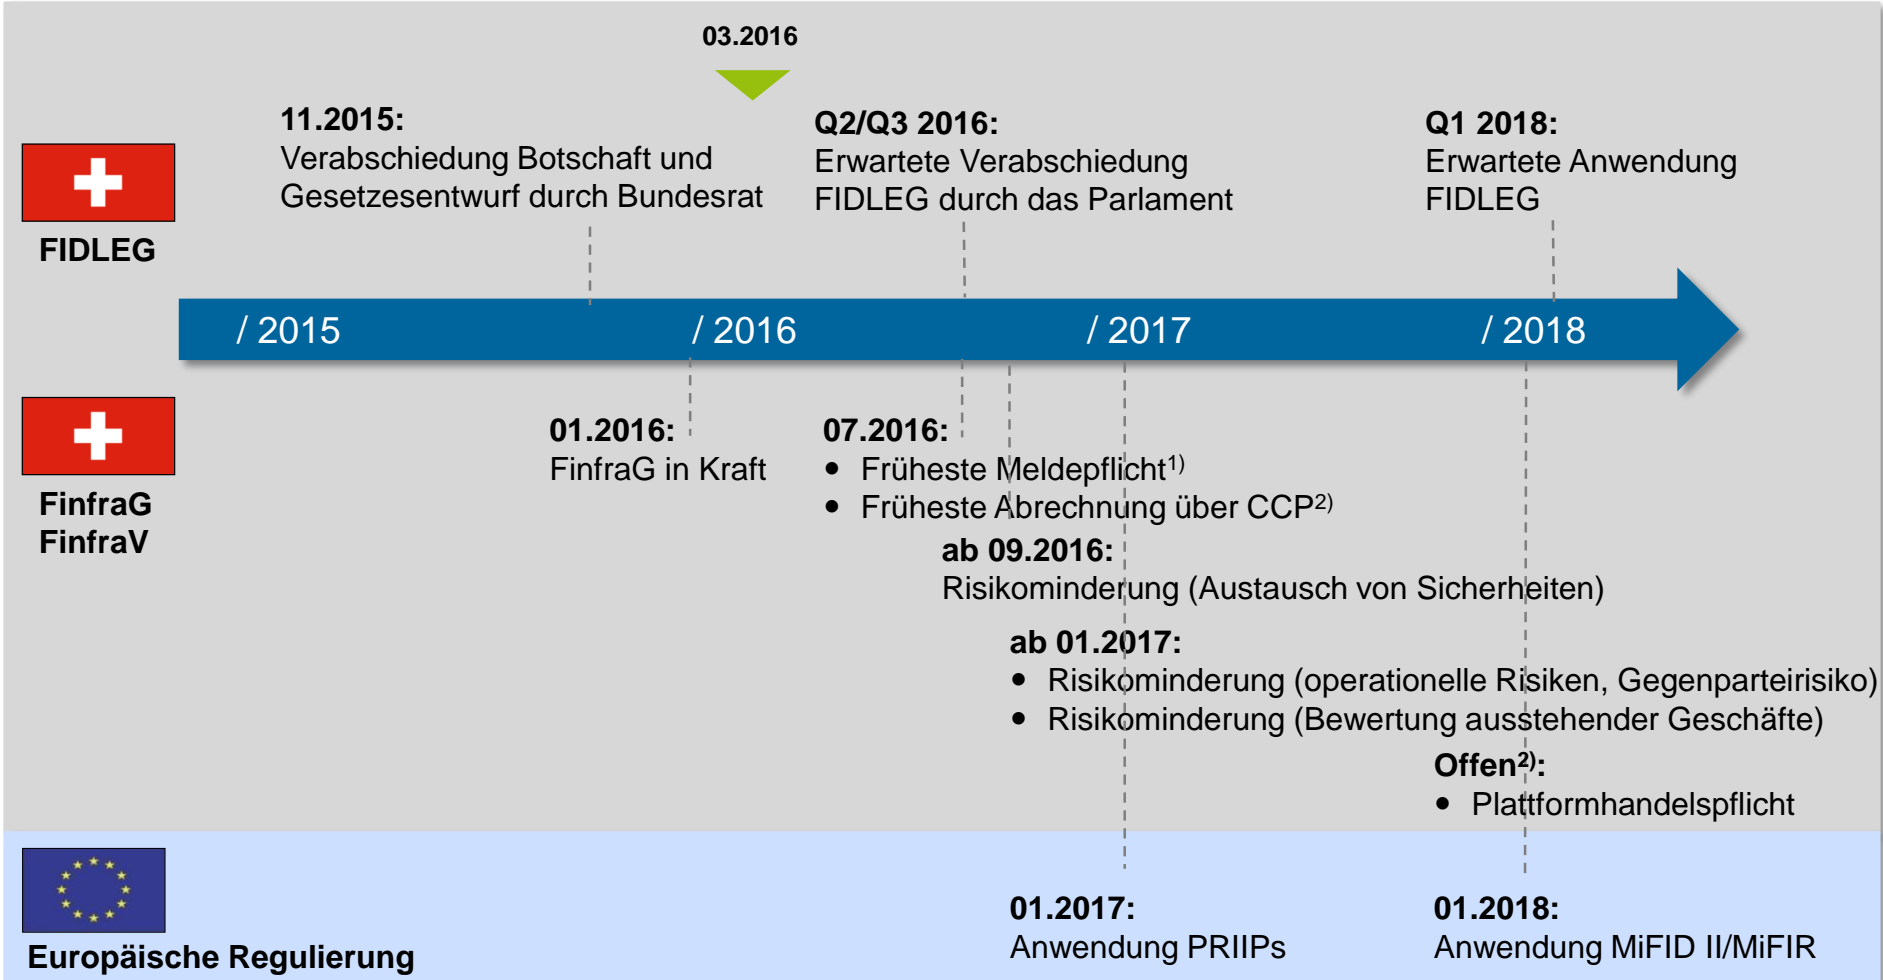 03.2016
11.2015:
Verabschiedung Botschaft und
Gesetzesentwurf durch Bundesrat
Q2/Q3 2016:
Erwartete Verabschiedung
FIDLEG durch das Parlament
Q1 2018:
Erwartete Anwendung
FIDLEG
FIDLEG
/ 2015
/ 2016
/ 2017
/ 2018
FinfraG
FinfraV
01.2016:
FinfraG in Kraft
07.2016:
• Früheste Meldepflicht1)
• Früheste Abrechnung über CCP2)
ab 09.2016:
Risikominderung (Austausch von Sicherheiten)
ab 01.2017:
• Risikominderung (operationelle Risiken, Gegenparteirisiko)
• Risikominderung (Bewertung ausstehender Geschäfte)
Offen2):
• Plattformhandelspflicht
Europäische Regulierung
01.2017:
Anwendung PRIIPs
01.2018:
Anwendung MiFID II/MiFIR